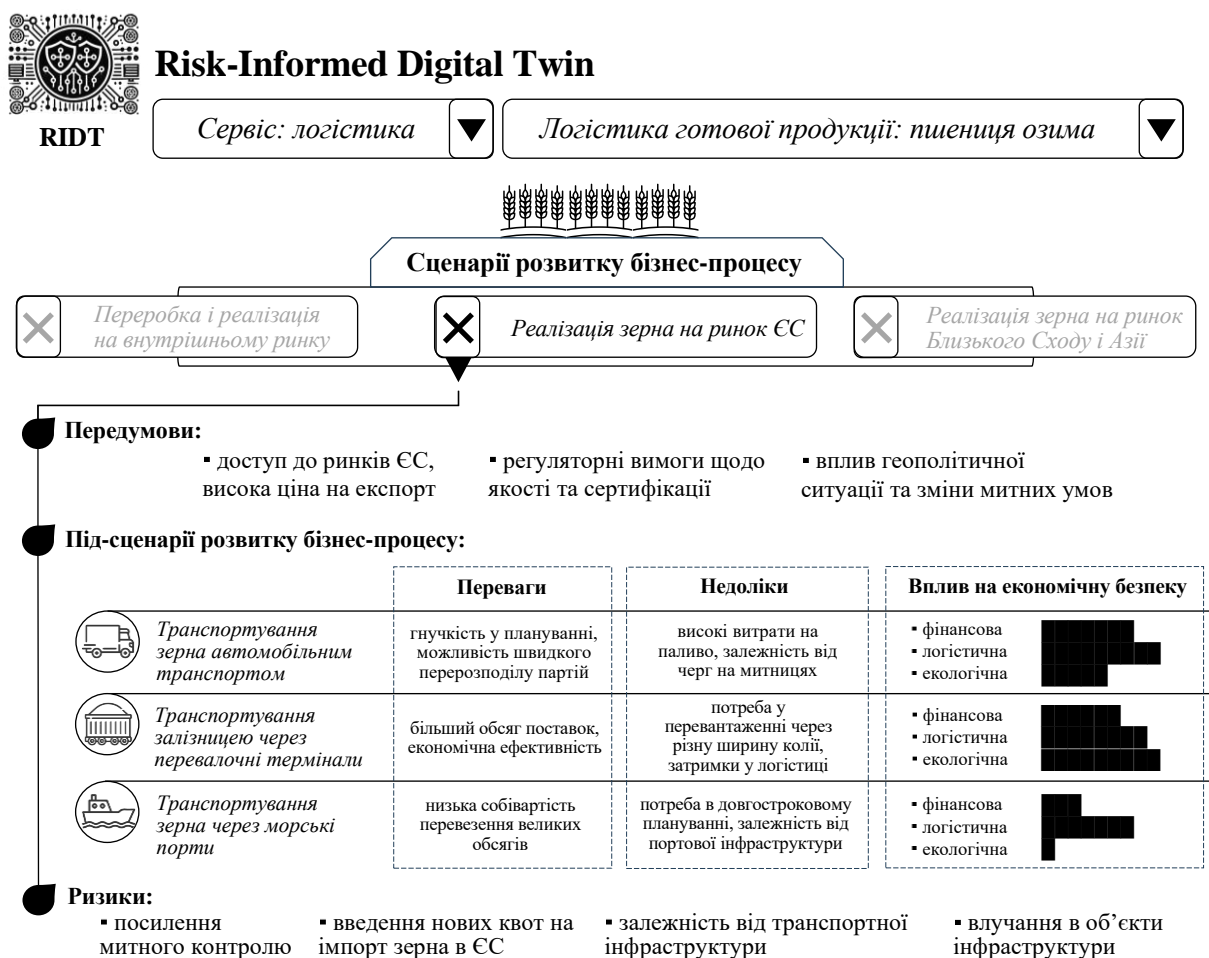 Risk-Informed Digital Twin
RIDT
Сервіс: логістика
Логістика готової продукції: пшениця озима
Сценарії розвитку бізнес-процесу
Переробка і реалізація
на внутрішньому ринку
Реалізація зерна на ринок ЄС
Реалізація зерна на ринок
Близького Сходу і Азії
Передумови:
▪ доступ до ринків ЄС,
висока ціна на експорт
▪ регуляторні вимоги щодо
якості та сертифікації
▪ вплив геополітичної
ситуації та зміни митних умов
Під-сценарії розвитку бізнес-процесу:
Переваги
Недоліки
Вплив на економічну безпеку
Транспортування
зерна автомобільним
транспортом
гнучкість у плануванні,
можливість швидкого
перерозподілу партій
високі витрати на
паливо, залежність від
черг на митницях
▪ фінансова
▪ логістична
▪ екологічна
Транспортування
залізницею через
перевалочні термінали
більший обсяг поставок,
економічна ефективність
потреба у
перевантаженні через
різну ширину колії,
затримки у логістиці
▪ фінансова
▪ логістична
▪ екологічна
Транспортування
зерна через морські
порти
низька собівартість
перевезення великих
обсягів
потреба в довгостроковому
плануванні, залежність від
портової інфраструктури
▪ фінансова
▪ логістична
▪ екологічна
Ризики:
▪ посилення
митного контролю
▪ введення нових квот на
імпорт зерна в ЄС
▪ залежність від транспортної
інфраструктури
▪ влучання в об’єкти
інфраструктури